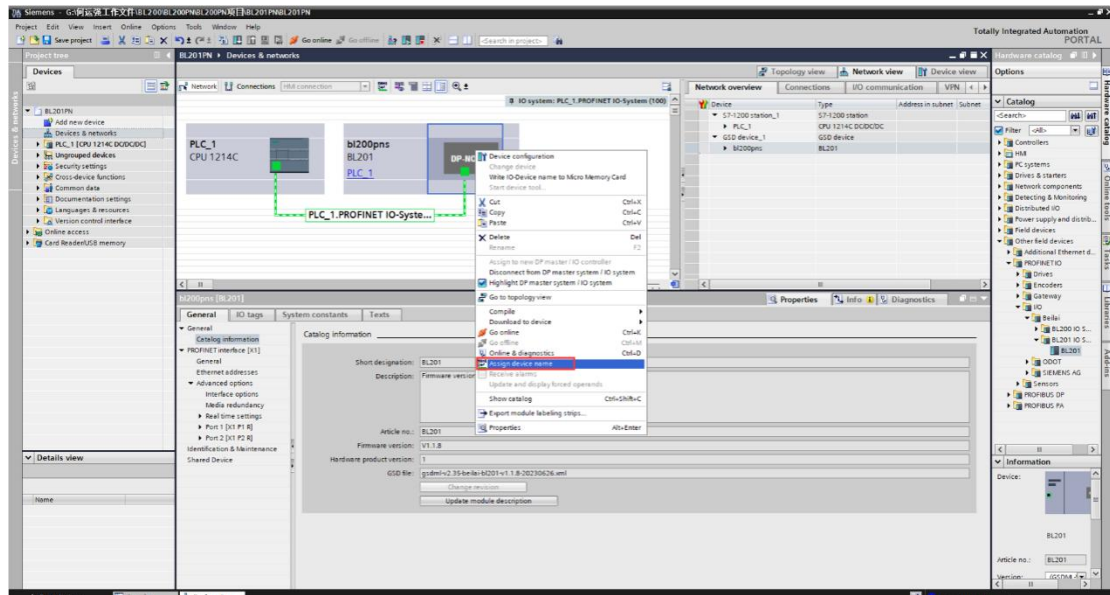 Siemens - G:\何运强工作文件\BL200\BL200PN\BL200PN项目\BL201PN\BL201PN
Project Edit View Insert Online Options Tools Window Help
Totally Integrated Automation
PORTAL
Save project
Go online
Go offline
<Search in project>
Project tree
BL201PN ▸ Devices & networks
Hardware catalog
Devices
Topology view
Network view
Device view
Options
Network
Connections
HMI connection
Network overview
Connections
I/O communication
VPN
IO system: PLC_1.PROFINET IO-System (100)
BL201PN
Add new device
Devices & networks
PLC_1 [CPU 1214C DC/DC/DC]
Ungrouped devices
Security settings
Cross-device functions
Common data
Documentation settings
Languages & resources
Version control interface
Online access
Card Reader/USB memory
PLC_1
CPU 1214C
bl200pns
BL201
PLC_1
DP-NO
PLC_1.PROFINET IO-Syste...
Device configuration
Change device
Write IO-Device name to Micro Memory Card
Start device tool...
Cut Ctrl+X
Copy Ctrl+C
Paste Ctrl+V
Delete Del
Rename F2
Assign to new DP master / IO controller
Disconnect from DP master system / IO system
Highlight DP master system / IO system
Go to topology view
Compile
Download to device
Go online Ctrl+K
Go offline Ctrl+M
Online & diagnostics Ctrl+D
Assign device name
Receive alarms
Update and display forced operands
Show catalog Ctrl+Shift+C
Export module labeling strips...
Properties Alt+Enter
Device Type Address in subnet Subnet
S7-1200 station_1 S7-1200 station
PLC_1 CPU 1214C DC/DC/DC
GSD device_1 GSD device
bl200pns BL201
Catalog
<Search>
Filter <All>
Controllers
HMI
PC systems
Drives & starters
Network components
Detecting & Monitoring
Distributed I/O
Power supply and distrib...
Field devices
Other field devices
Additional Ethernet d...
PROFINET IO
Drives
Encoders
Gateway
I/O
Beilai
BL200 IO S...
BL201 IO S...
BL201
ODOT
SIEMENS AG
Sensors
PROFIBUS DP
PROFIBUS PA
Hardware catalog
Online tools
Tasks
Libraries
Add-ins
Devices & networks
bl200pns [BL201]
Properties
Info
Diagnostics
General
IO tags
System constants
Texts
General
Catalog information
PROFINET interface [X1]
General
Ethernet addresses
Advanced options
Interface options
Media redundancy
Real time settings
Port 1 [X1 P1 R]
Port 2 [X1 P2 R]
Identification & Maintenance
Shared Device
Catalog information
Short designation: BL201
Description: Firmware version
Article no.: BL201
Firmware version: V1.1.8
Hardware product version: 1
GSD file: gsdml-v2.35-beilai-bl201-v1.1.8-20230626.xml
Change revision
Update module description
Details view
Name
Information
Device:
BL201
Article no.: BL201
Version: